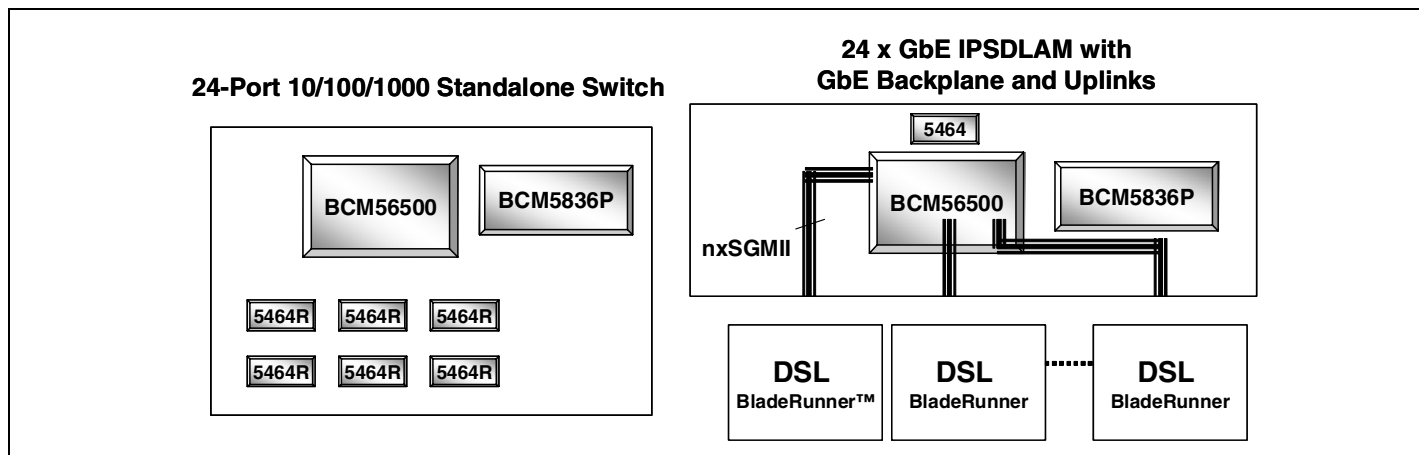 24-Port 10/100/1000 Standalone Switch
BCM56500
BCM5836P
5464R 5464R 5464R
5464R 5464R 5464R
24 x GbE IPSDLAM with
GbE Backplane and Uplinks
5464
BCM56500
BCM5836P
nxSGMII
DSL DSL DSL
BladeRunner™ BladeRunner BladeRunner